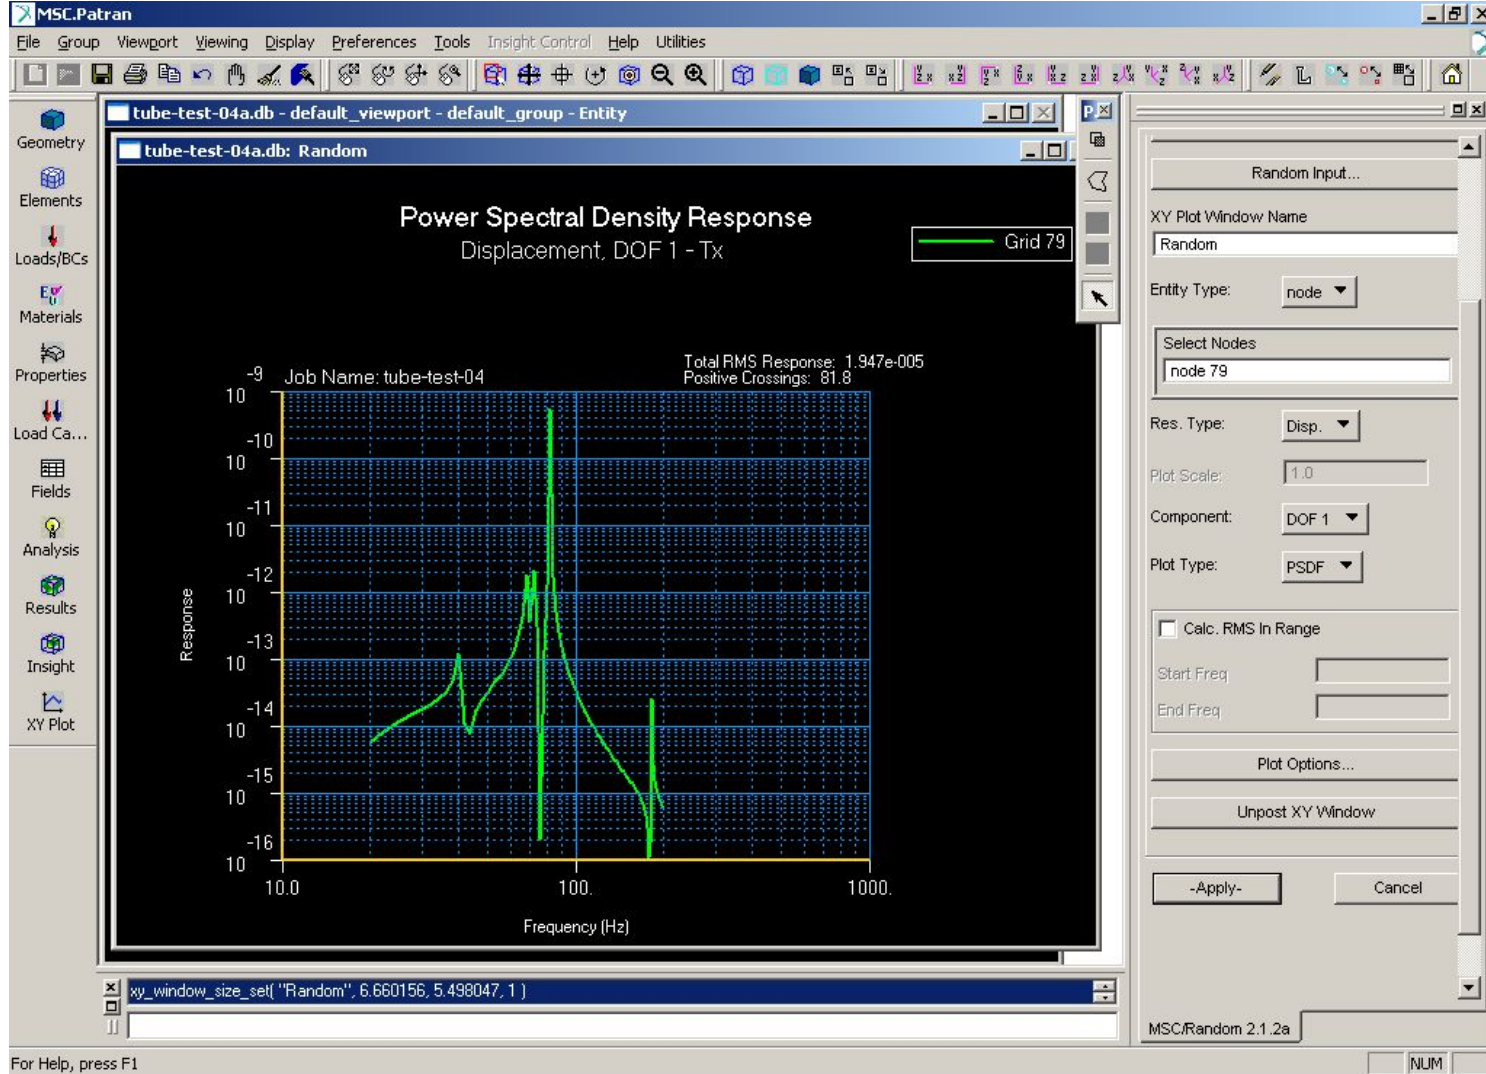 MSC.Patran
File Group Viewport Viewing Display Preferences Tools Insight Control Help Utilities
Geometry
Elements
Loads/BCs
Materials
Properties
Load Ca...
Fields
Analysis
Results
Insight
XY Plot
tube-test-04a.db - default_viewport - default_group - Entity
tube-test-04a.db: Random
Power Spectral Density Response
Displacement, DOF 1 - Tx
Grid 79
Job Name: tube-test-04
Total RMS Response: 1.947e-005
Positive Crossings: 81.8
-9
10
-10
10
-11
10
-12
10
-13
10
-14
10
-15
10
-16
10
Response
10.0 100. 1000.
Frequency (Hz)
xy_window_size_set( "Random", 6.660156, 5.498047, 1 )
Random Input...
XY Plot Window Name
Random
Entity Type: node
Select Nodes
node 79
Res. Type: Disp.
Plot Scale: 1.0
Component: DOF 1
Plot Type: PSDF
Calc. RMS In Range
Start Freq
End Freq
Plot Options...
Unpost XY Window
-Apply- Cancel
MSC/Random 2.1.2a
For Help, press F1
NUM